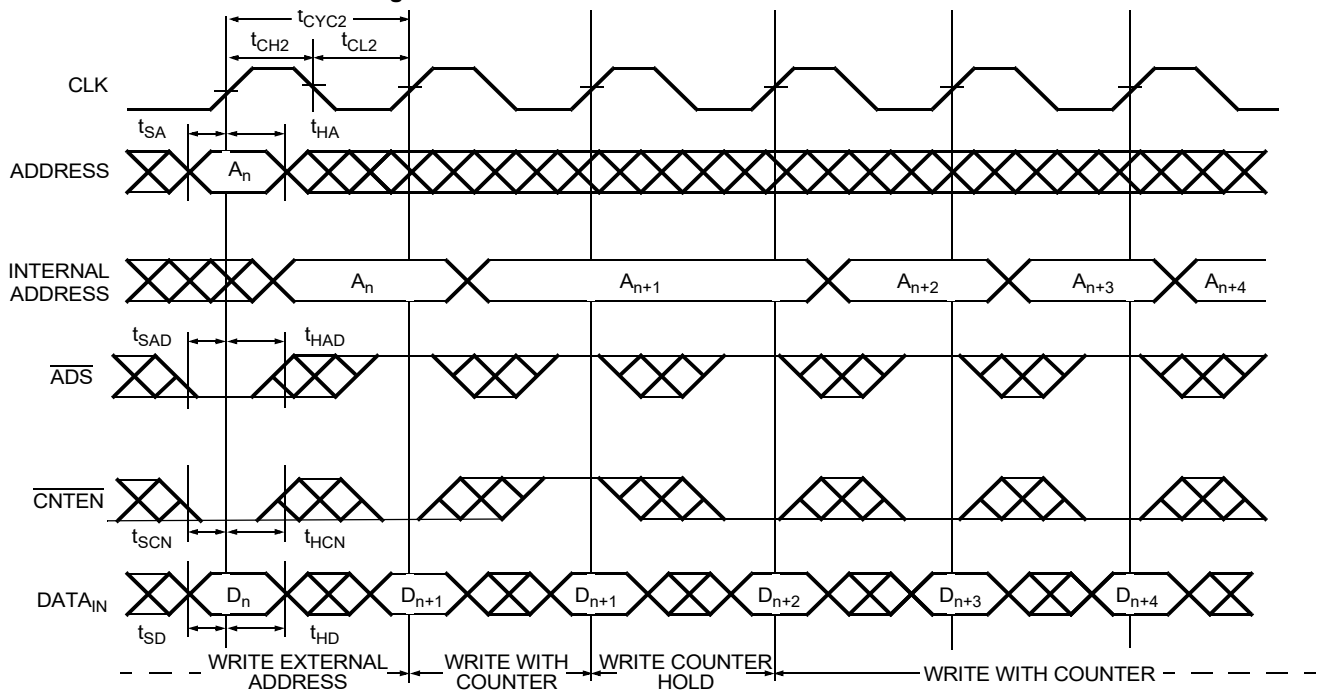 tCYC2
tCH2 tCL2
CLK
tSA tHA
ADDRESS An
INTERNAL
ADDRESS
An An+1 An+2 An+3 An+4
tSAD tHAD
ADS
CNTEN
tSCN tHCN
DATAIN Dn Dn+1 Dn+1 Dn+2 Dn+3 Dn+4
tSD tHD
WRITE EXTERNAL
ADDRESS
WRITE WITH
COUNTER
WRITE COUNTER
HOLD
WRITE WITH COUNTER